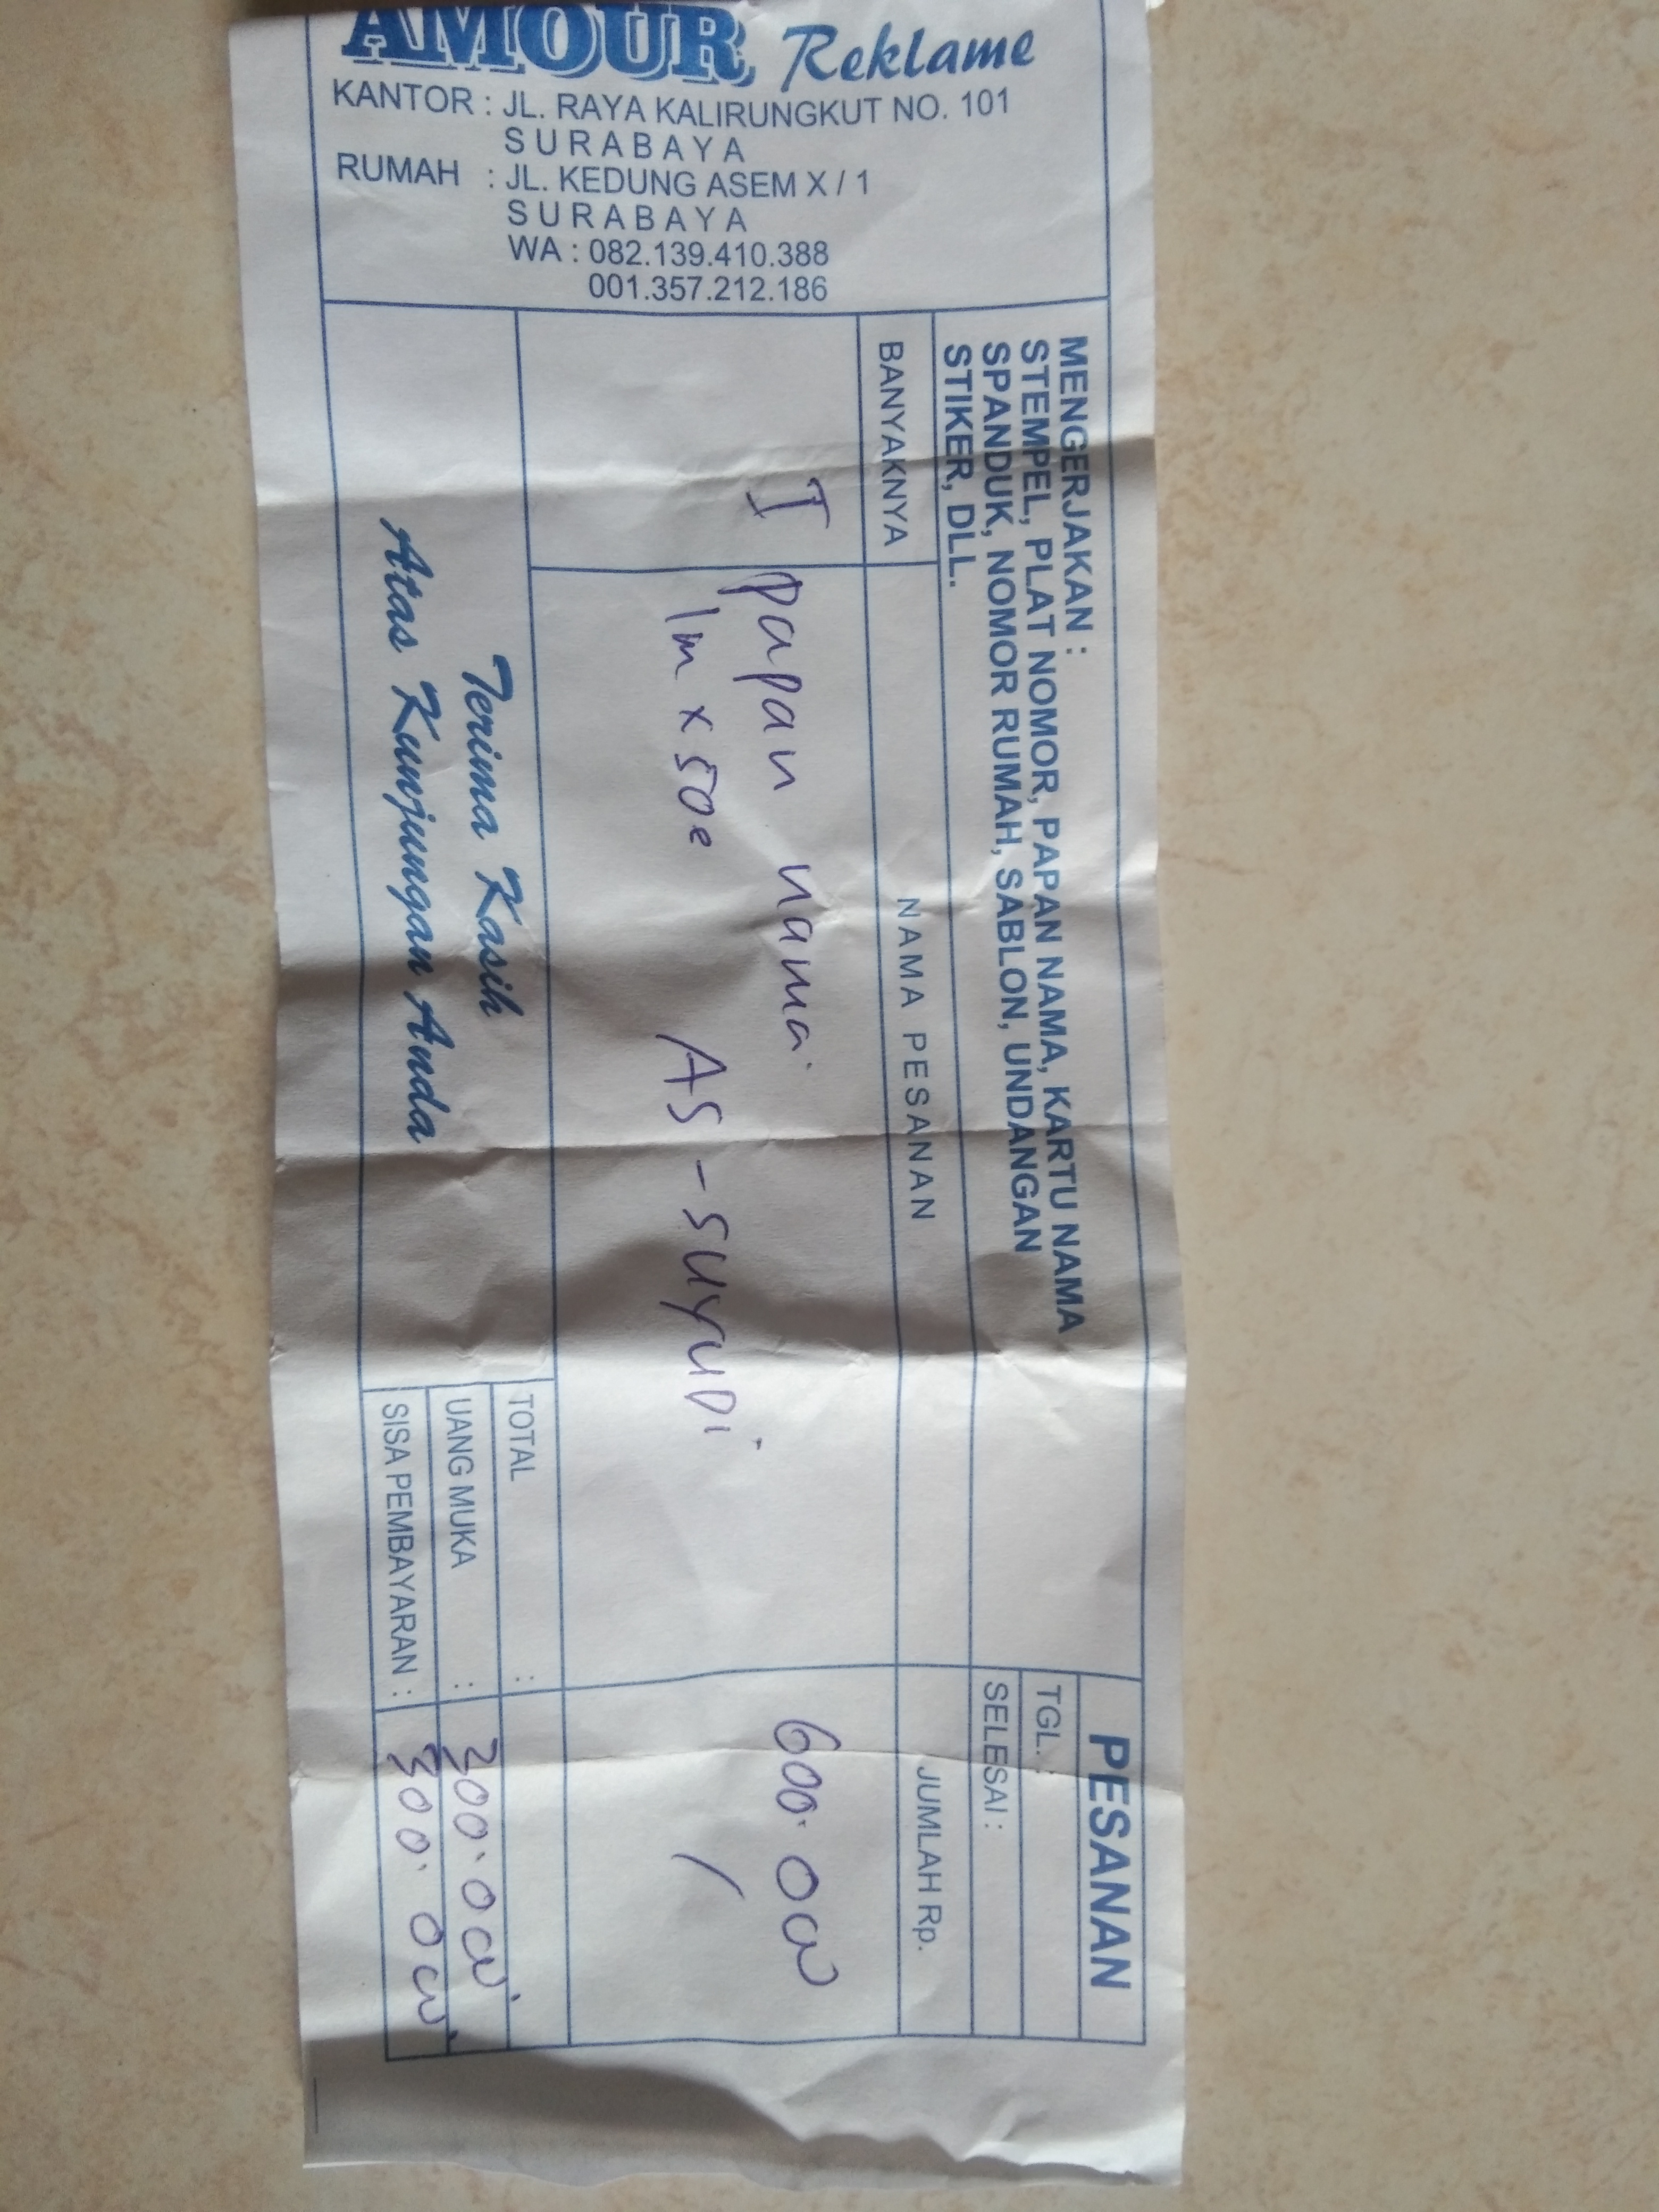 AMOUR Reklame
KANTOR : JL. RAYA KALIRUNGKUT NO. 101
SURABAYA
RUMAH : JL. KEDUNG ASEM X / 1
SURABAYA
WA : 082.139.410.388
001.357.212.186
MENGERJAKAN :
STEMPEL, PLAT NOMOR, PAPAN NAMA, KARTU NAMA
SPANDUK, NOMOR RUMAH, SABLON, UNDANGAN
STIKER, DLL.
PESANAN
TGL. :
SELESAI :
BANYAKNYA NAMA PESANAN JUMLAH Rp.
I papan nama 600.000
1m x 50e AS-SUYUDI
TOTAL :
UANG MUKA : 300.000
SISA PEMBAYARAN : 300.000
Terima Kasih
Atas Kunjungan Anda